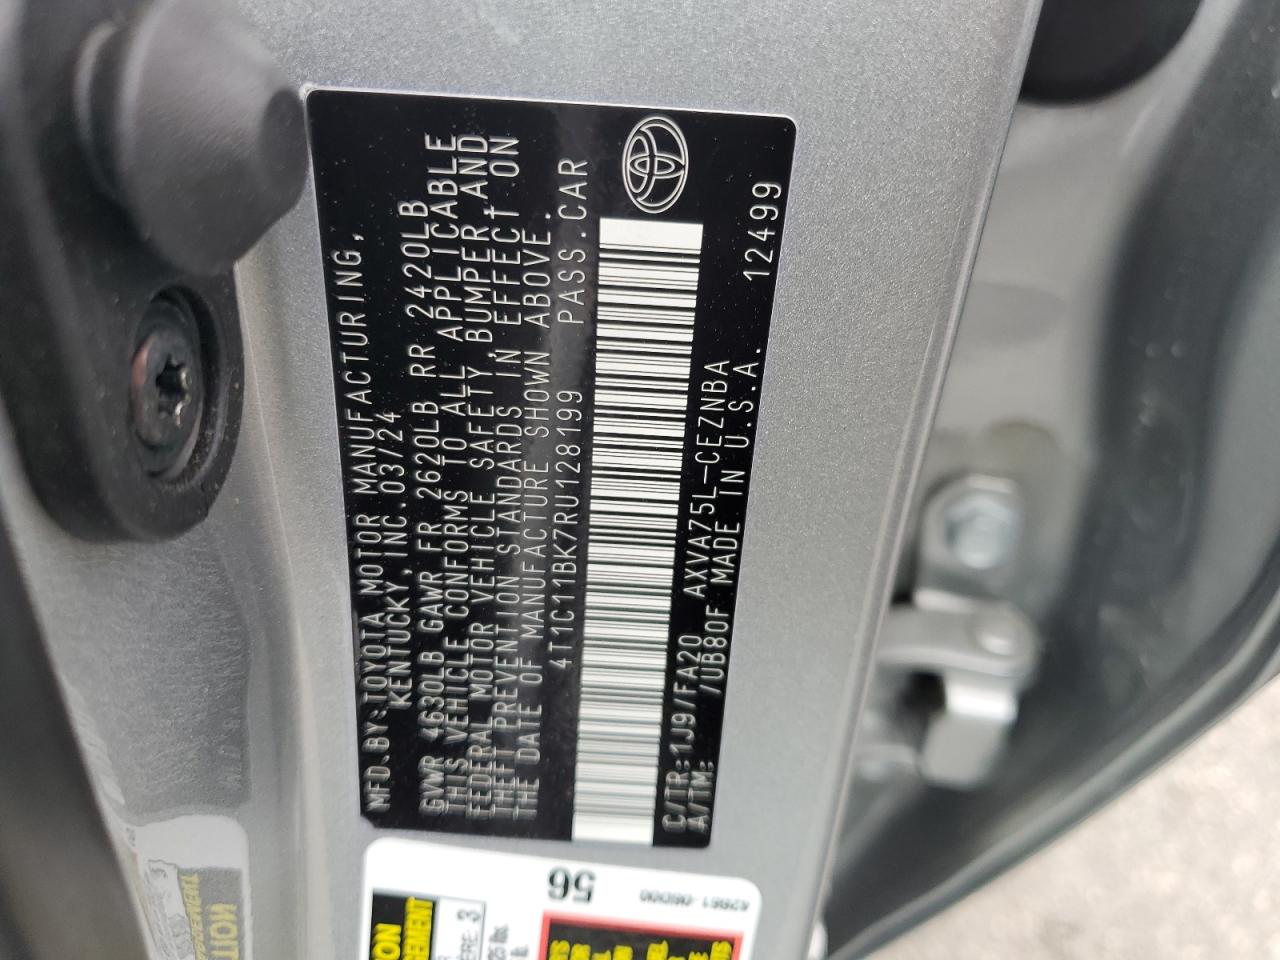 MFD.BY:TOYOTA MOTOR MANUFACTURING,
KENTUCKY, INC.03/24
GVWR 4630LB GAWR FR 2620LB RR 2420LB
THIS VEHICLE CONFORMS TO ALL APPLICABLE
FEDERAL MOTOR VEHICLE SAFETY,BUMPER,AND
THEFT PREVENTION STANDARDS IN EFFECT ON
THE DATE OF MANUFACTURE SHOWN ABOVE.
4T1C11BK7RU128199 PASS.CAR
C/TR:1J9/FA20 AXVA75L-CEZNBA 12499
A/TM: /UB80F MADE IN U.S.A.
56